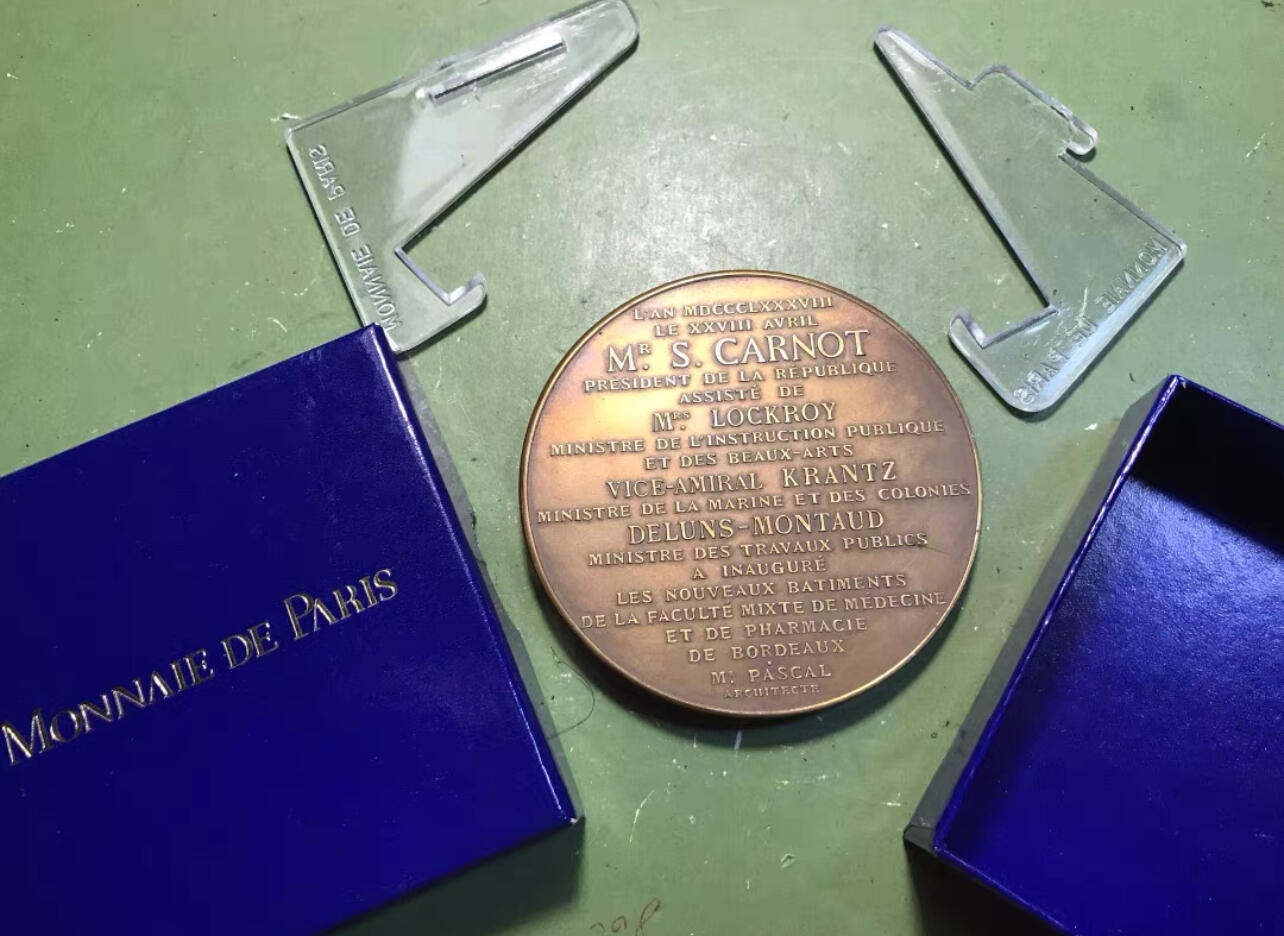 MONNAIE DE PARIS
MONNAIE DE PARIS
L'AN MDCCCLXXXVIII
LE XXVIII AVRIL
MR. S. CARNOT
PRÉSIDENT DE LA RÉPUBLIQUE
ASSISTÉ DE
MRS. LOCKROY
MINISTRE DE L'INSTRUCTION PUBLIQUE
ET DES BEAUX-ARTS
VICE-AMIRAL KRANTZ
MINISTRE DE LA MARINE ET DES COLONIES
DELUNS-MONTAUD
MINISTRE DES TRAVAUX PUBLICS
A INAUGURÉ
LES NOUVEAUX BATIMENTS
DE LA FACULTÉ MIXTE DE MÉDECINE
ET DE PHARMACIE
DE BORDEAUX
MR. PASCAL
ARCHITECTE
MONNAIE DE PARIS